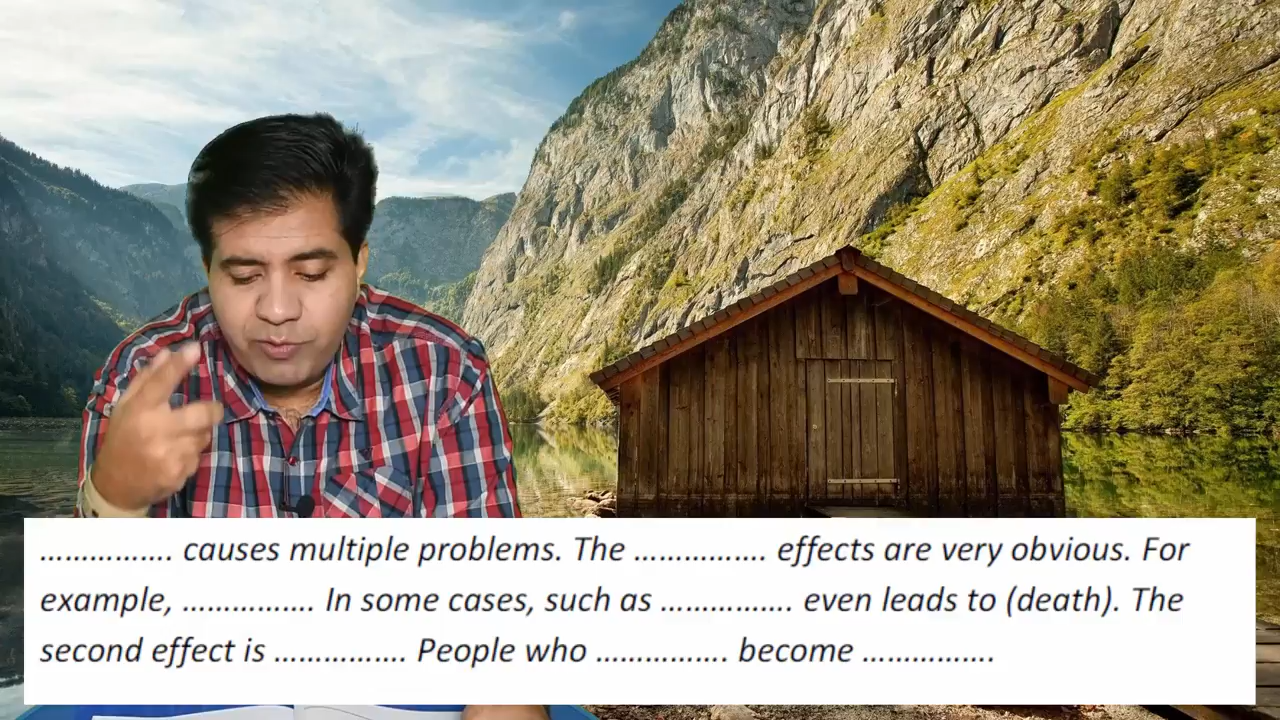 ................ causes multiple problems. The ................ effects are very obvious. For
example, ................ In some cases, such as ................ even leads to (death). The
second effect is ................ People who ................ become ................